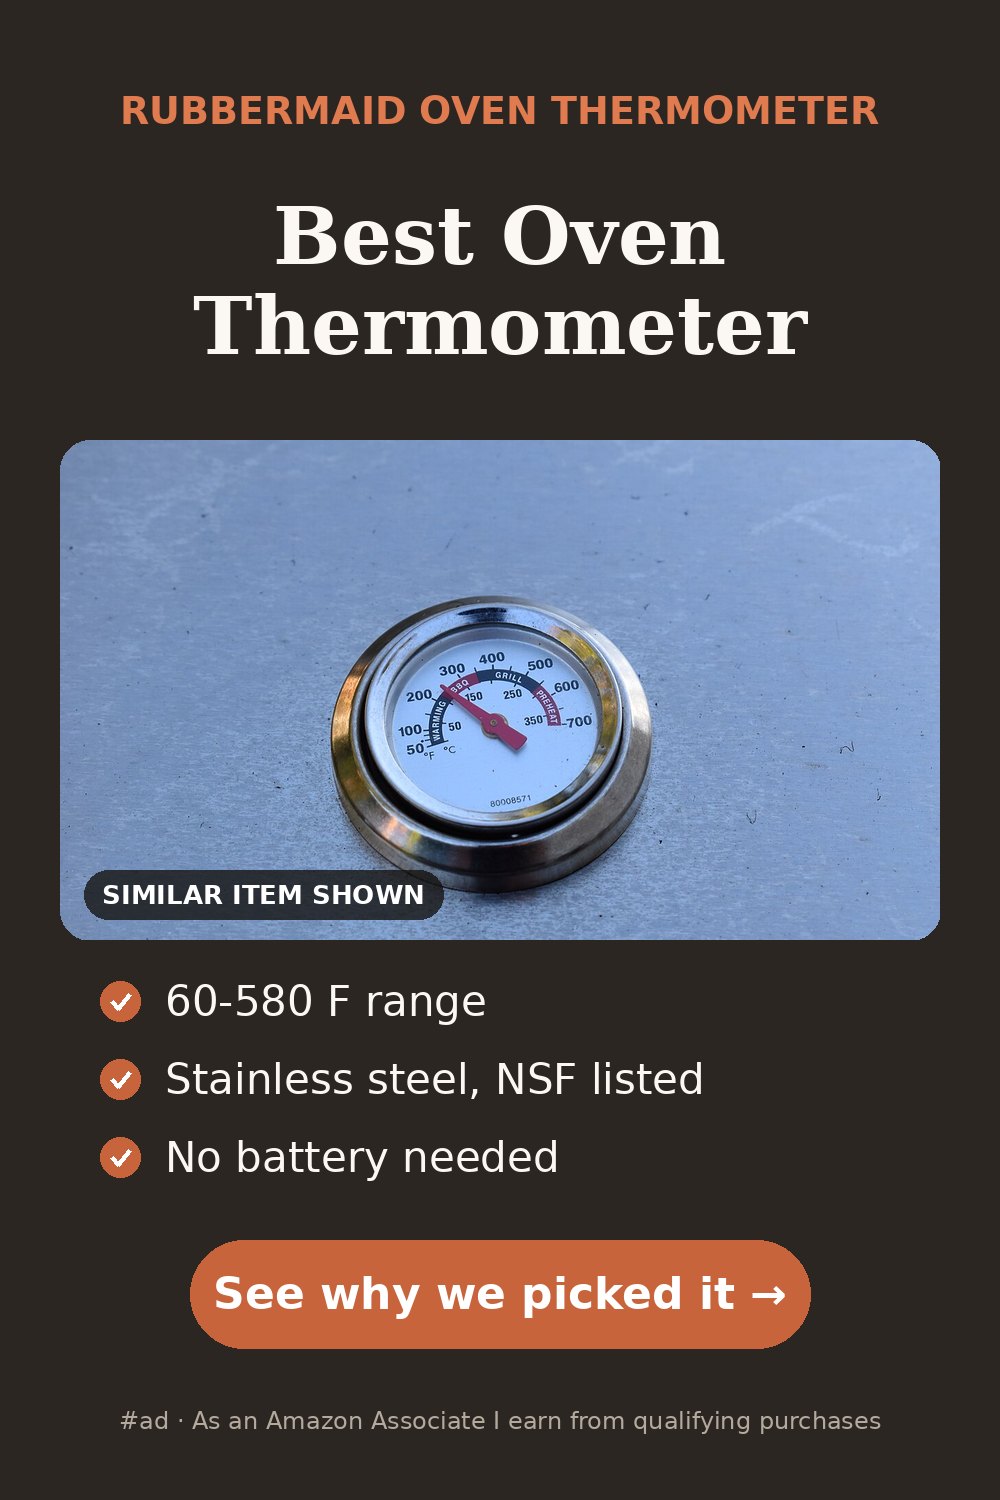 RUBBERMAID OVEN THERMOMETER
Best Oven
Thermometer
300 400 500
200 600
100 700
50
BBQ GRILL
WARMING PREHEAT
150 250
50 350
°F °C
80008571
SIMILAR ITEM SHOWN
60-580 F range
Stainless steel, NSF listed
No battery needed
See why we picked it →
#ad · As an Amazon Associate I earn from qualifying purchases